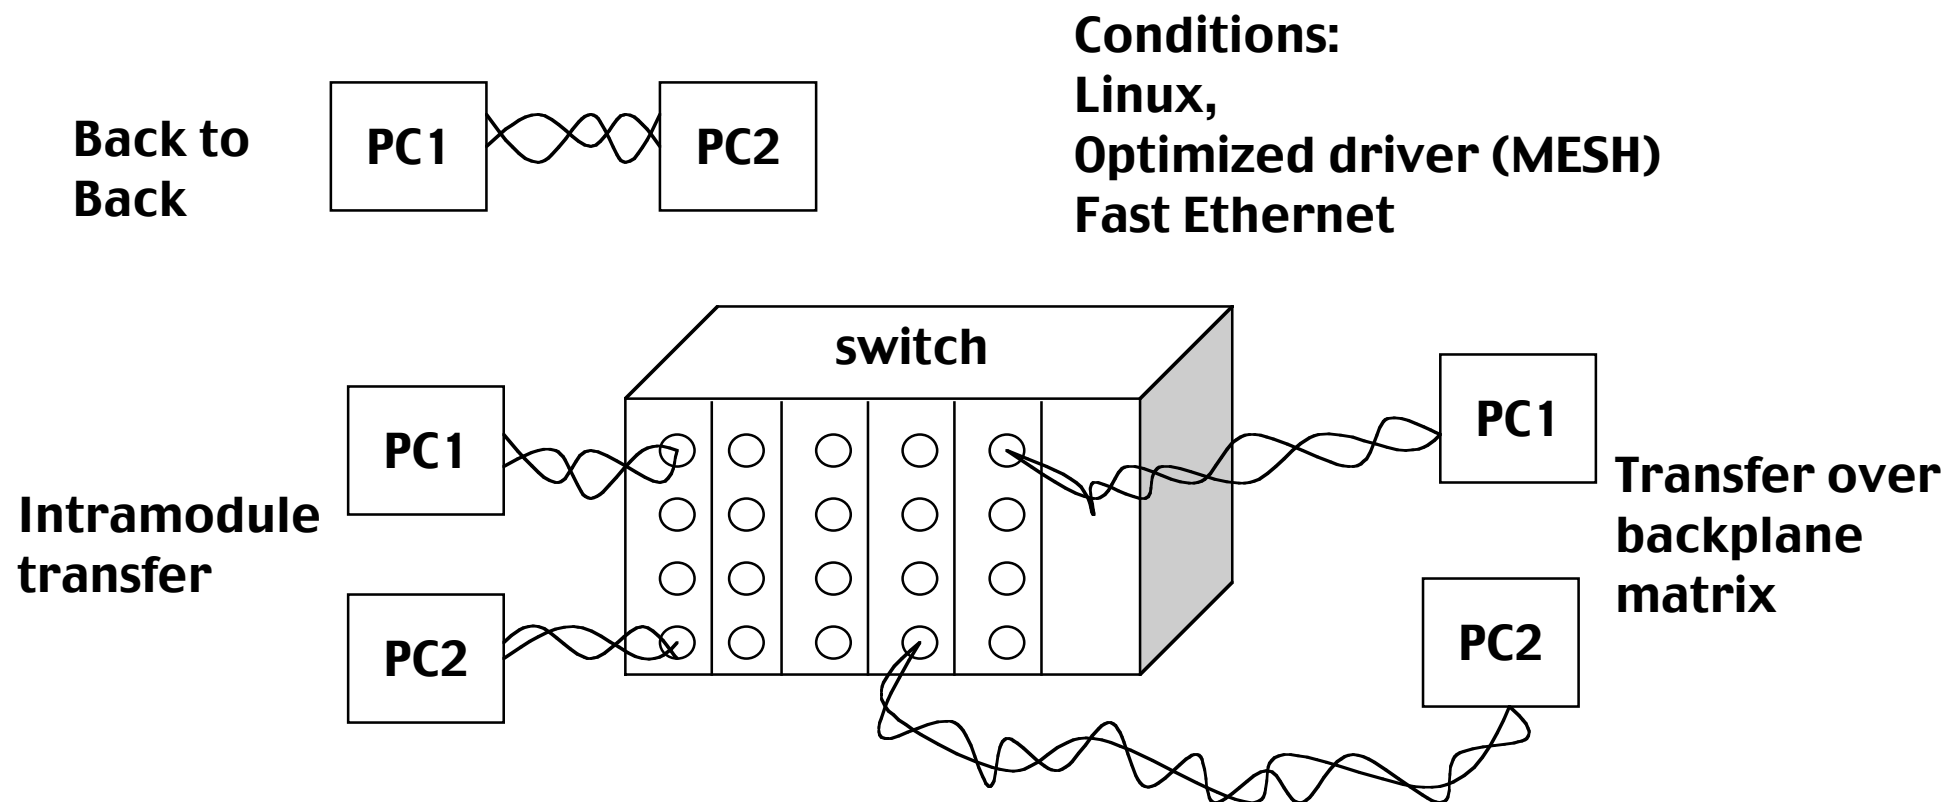 Back to
Back
PC1
PC2
Conditions:
Linux,
Optimized driver (MESH)
Fast Ethernet
switch
Intramodule
transfer
PC1
PC2
PC1
PC2
Transfer over
backplane
matrix